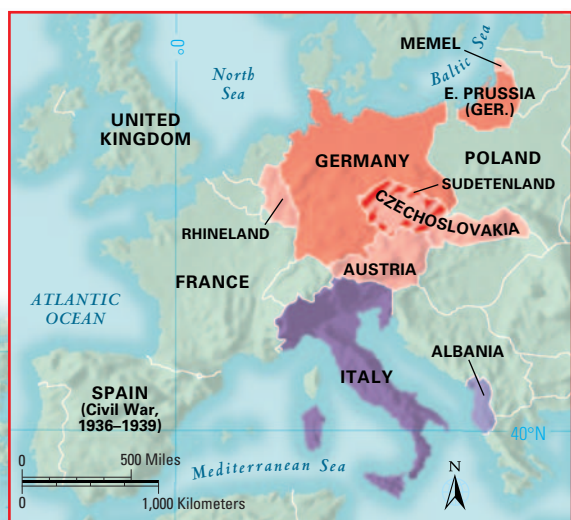 MEMEL
Baltic Sea
0°
North
Sea
E. PRUSSIA
(GER.)
UNITED
KINGDOM
GERMANY
POLAND
SUDETENLAND
CZECHOSLOVAKIA
RHINELAND
FRANCE
AUSTRIA
ATLANTIC
OCEAN
ALBANIA
ITALY
SPAIN
(Civil War,
1936–1939)
40°N
0 500 Miles
0 1,000 Kilometers
Mediterranean Sea
N